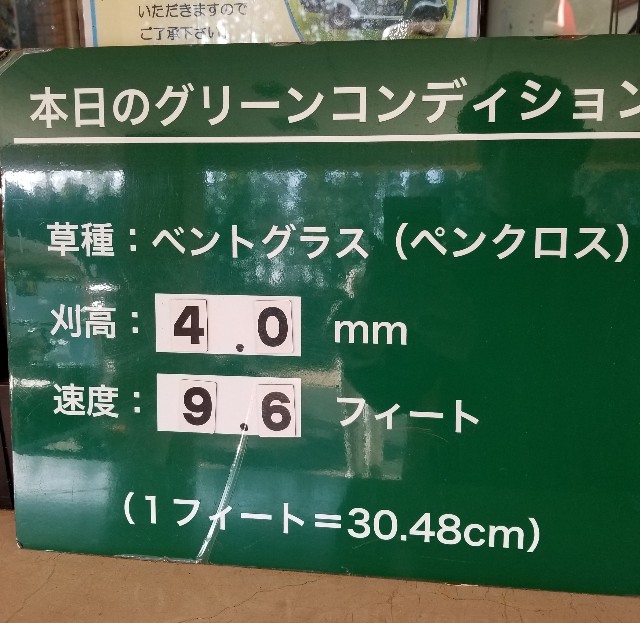 いただきますので
ご了承下さい。
本日のグリーンコンディション
草種：ベントグラス（ペンクロス）
刈高：4.0 mm
速度：9.6 フィート
（1フィート＝30.48cm）